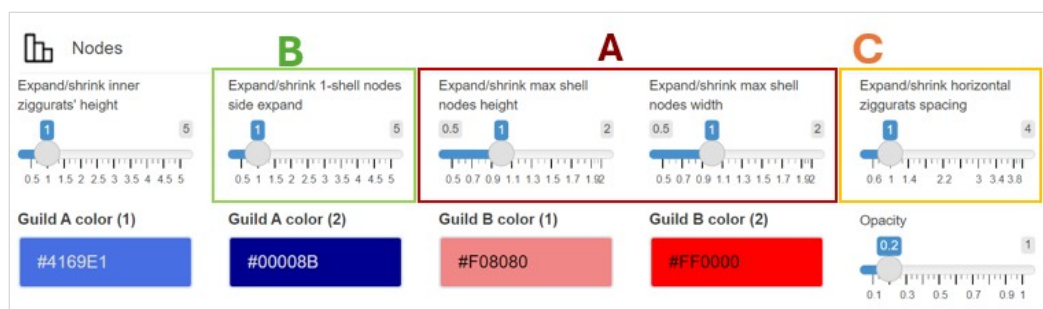 Nodes
B
A
C
Expand/shrink inner
ziggurats' height
1
5
0.5 1 1.5 2 2.5 3 3.5 4 4.5 5
Expand/shrink 1-shell nodes
side expand
1
5
0.5 1 1.5 2 2.5 3 3.5 4 4.5 5
Expand/shrink max shell
nodes height
0.5
1
2
0.5 0.7 0.9 1.1 1.3 1.5 1.7 1.92
Expand/shrink max shell
nodes width
0.5
1
2
0.5 0.7 0.9 1.1 1.3 1.5 1.7 1.92
Expand/shrink horizontal
ziggurats spacing
1
4
0.6 1 1.4 2.2 3 3.4 3.8
Guild A color (1)
#4169E1
Guild A color (2)
#00008B
Guild B color (1)
#F08080
Guild B color (2)
#FF0000
Opacity
0.2
1
0.1 0.3 0.5 0.7 0.9 1